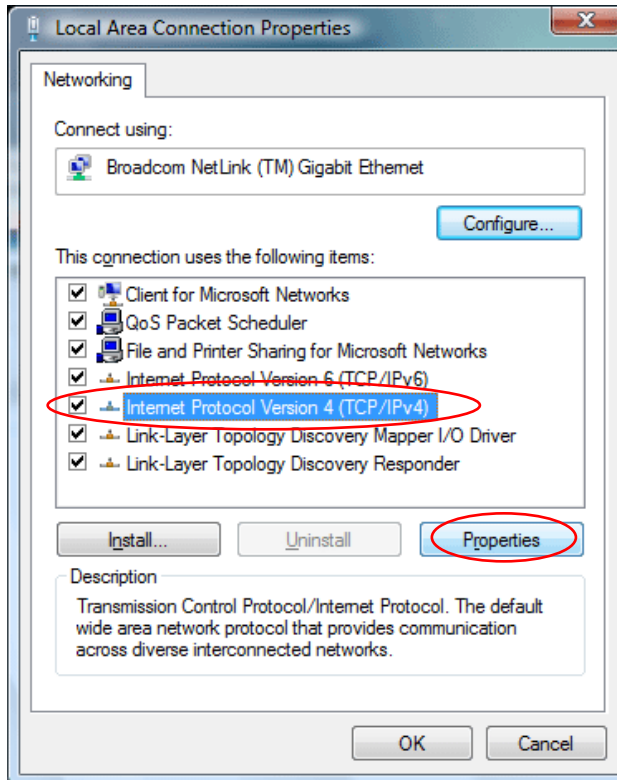 Local Area Connection Properties
Networking
Connect using:
Broadcom NetLink (TM) Gigabit Ethernet
Configure...
This connection uses the following items:
Client for Microsoft Networks
QoS Packet Scheduler
File and Printer Sharing for Microsoft Networks
Internet Protocol Version 6 (TCP/IPv6)
Internet Protocol Version 4 (TCP/IPv4)
Link-Layer Topology Discovery Mapper I/O Driver
Link-Layer Topology Discovery Responder
Install... Uninstall Properties
Description
Transmission Control Protocol/Internet Protocol. The default
wide area network protocol that provides communication
across diverse interconnected networks.
OK Cancel